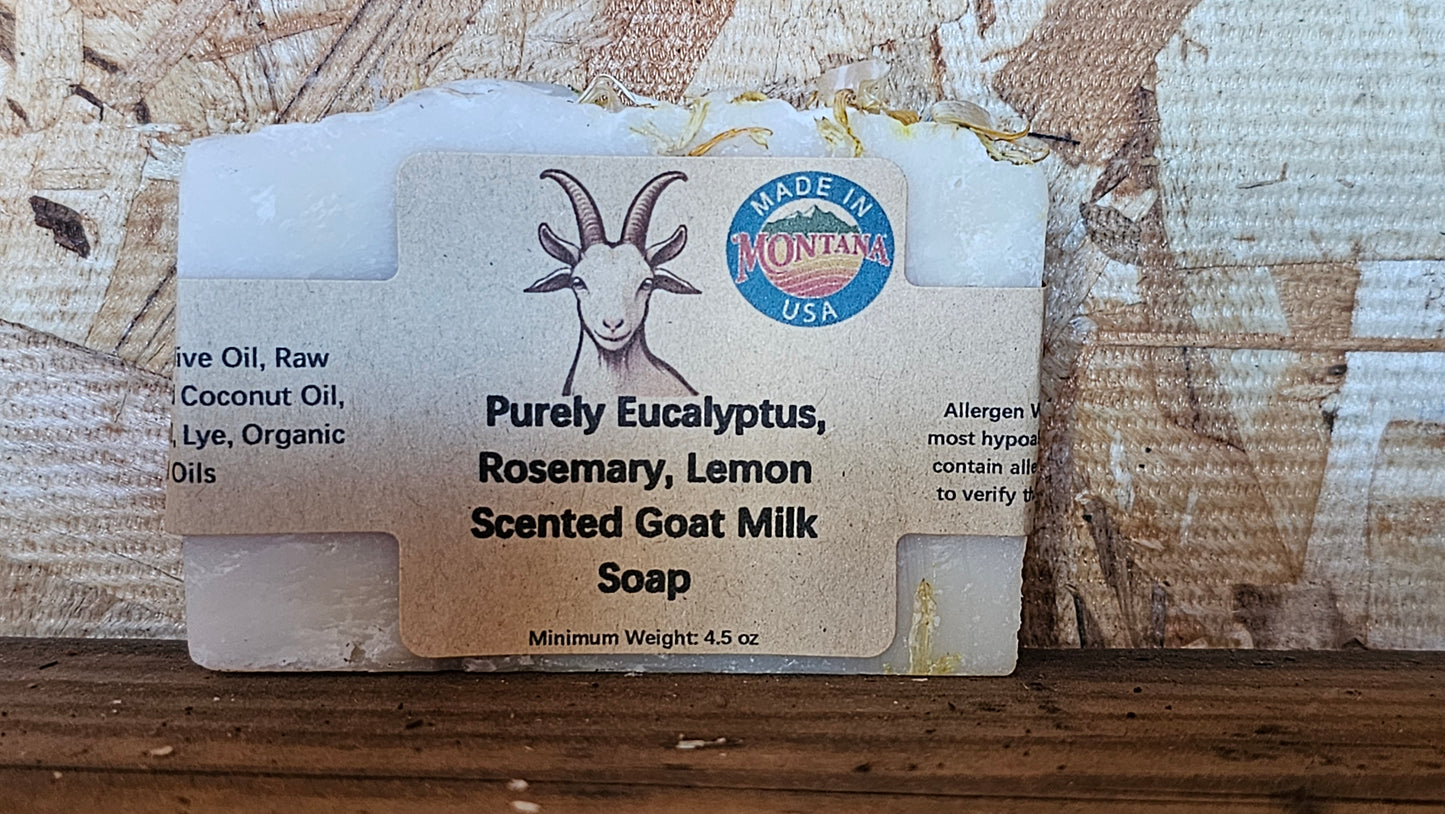 MADE IN
MONTANA
USA
ive Oil, Raw
Coconut Oil,
, Lye, Organic
Oils
Purely Eucalyptus,
Rosemary, Lemon
Scented Goat Milk
Soap
Minimum Weight: 4.5 oz
Allergen
most hypoa
contain alle
to verify